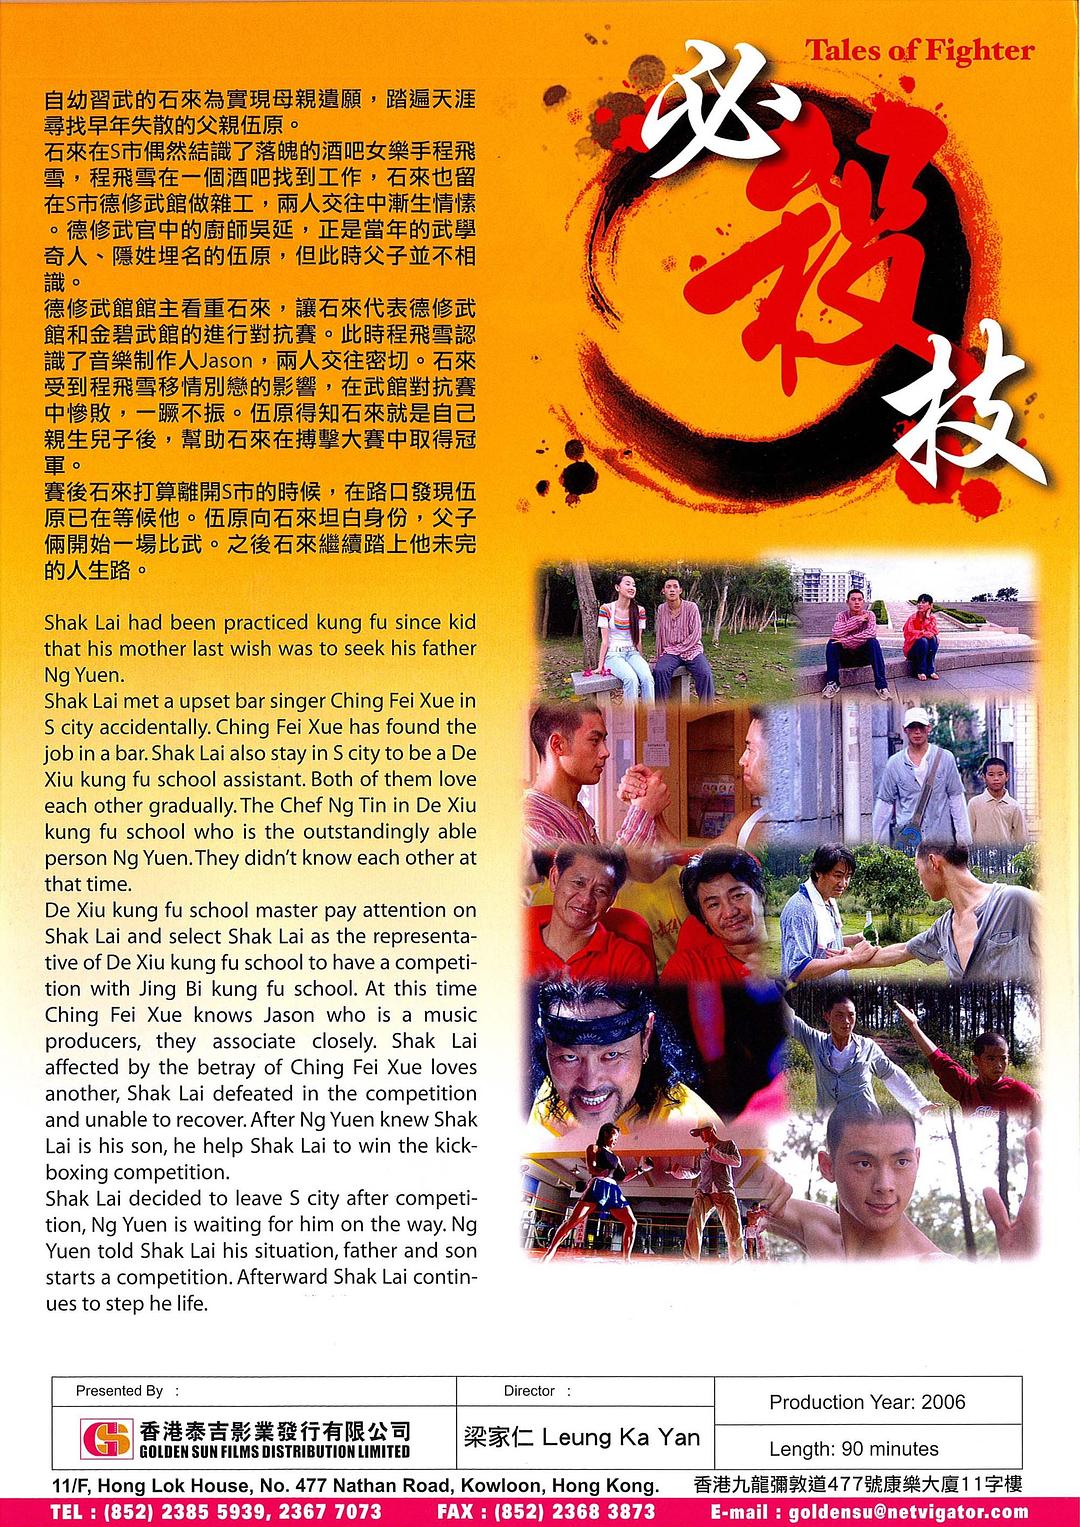 Tales of Fighter
必殺技
自幼習武的石來為實現母親遺願，踏遍天涯
尋找早年失散的父親伍原。
石來在S市偶然結識了落魄的酒吧女樂手程飛
雪，程飛雪在一個酒吧找到工作，石來也留
在S市德修武館做雜工，兩人交往中漸生情愫
。德修武官中的廚師吳延，正是當年的武學
奇人、隱姓埋名的伍原，但此時父子並不相
識。
德修武館館主看重石來，讓石來代表德修武
館和金碧武館的進行對抗賽。此時程飛雪認
識了音樂制作人Jason，兩人交往密切。石來
受到程飛雪移情別戀的影響，在武館對抗賽
中慘敗，一蹶不振。伍原得知石來就是自己
親生兒子後，幫助石來在搏擊大賽中取得冠
軍。
賽後石來打算離開S市的時候，在路口發現伍
原已在等候他。伍原向石來坦白身份，父子
倆開始一場比武。之後石來繼續踏上他未完
的人生路。
Shak Lai had been practiced kung fu since kid
that his mother last wish was to seek his father
Ng Yuen.
Shak Lai met a upset bar singer Ching Fei Xue in
S city accidentally. Ching Fei Xue has found the
job in a bar. Shak Lai also stay in S city to be a De
Xiu kung fu school assistant. Both of them love
each other gradually. The Chef Ng Tin in De Xiu
kung fu school who is the outstandingly able
person Ng Yuen. They didn't know each other at
that time.
De Xiu kung fu school master pay attention on
Shak Lai and select Shak Lai as the representa-
tive of De Xiu kung fu school to have a competi-
tion with Jing Bi kung fu school. At this time
Ching Fei Xue knows Jason who is a music
producers, they associate closely. Shak Lai
affected by the betray of Ching Fei Xue loves
another, Shak Lai defeated in the competition
and unable to recover. After Ng Yuen knew Shak
Lai is his son, he help Shak Lai to win the kick-
boxing competition.
Shak Lai decided to leave S city after competi-
tion, Ng Yuen is waiting for him on the way. Ng
Yuen told Shak Lai his situation, father and son
starts a competition. Afterward Shak Lai contin-
ues to step he life.
Presented By :
GS 香港泰吉影業發行有限公司
GOLDEN SUN FILMS DISTRIBUTION LIMITED
Director :
梁家仁 Leung Ka Yan
Production Year: 2006
Length: 90 minutes
11/F, Hong Lok House, No. 477 Nathan Road, Kowloon, Hong Kong. 香港九龍彌敦道477號康樂大廈11字樓
TEL : (852) 2385 5939, 2367 7073 FAX : (852) 2368 3873 E-mail : goldensu@netvigator.com